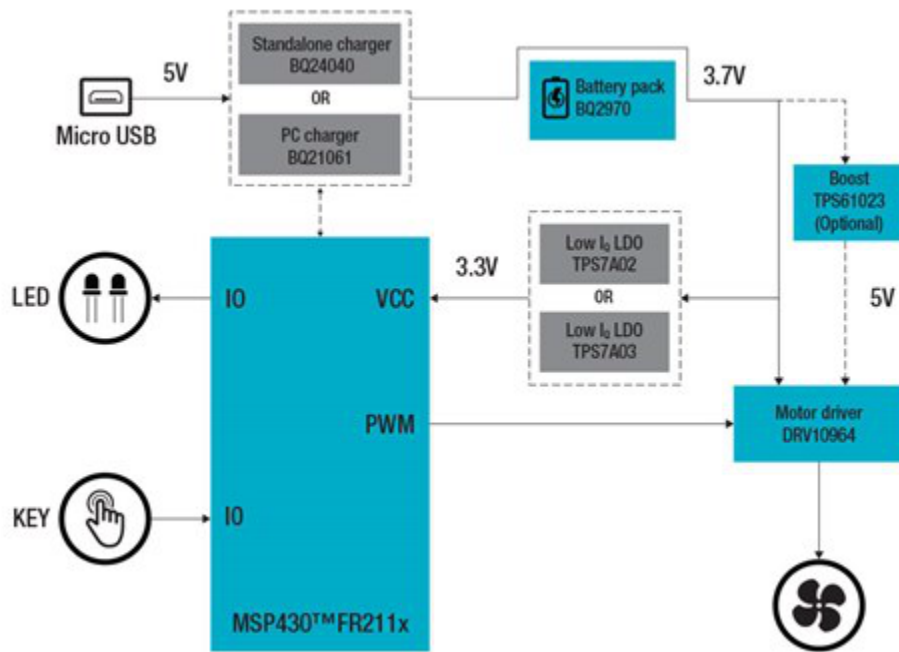 Standalone charger
BQ24040
OR
PC charger
BQ21061
5V
Micro USB
Battery pack
BQ2970
3.7V
Boost
TPS61023
(Optional)
5V
Low IQ LDO
TPS7A02
OR
Low IQ LDO
TPS7A03
3.3V
LED
IO
VCC
PWM
KEY
IO
MSP430™FR211x
Motor driver
DRV10964